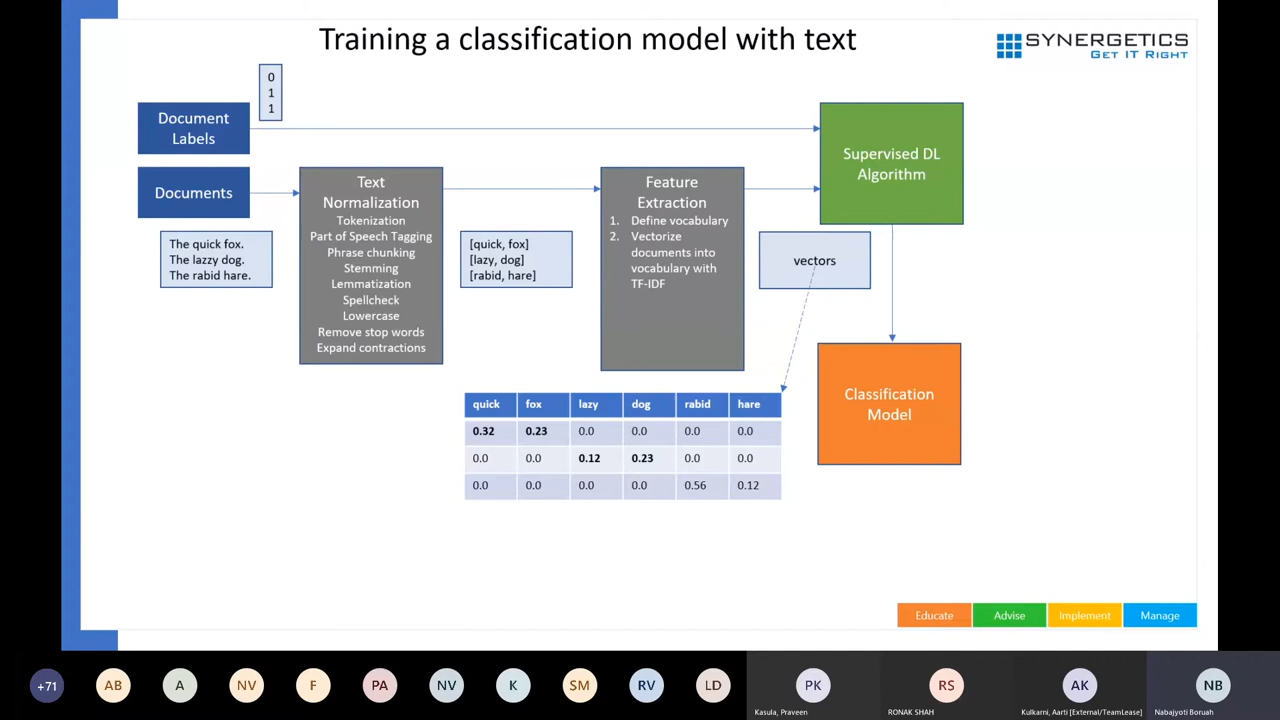 Training a classification model with text
SYNERGETICS
GET IT RIGHT
0
1
1
Document
Labels
Documents
The quick fox.
The lazzy dog.
The rabid hare.
Text
Normalization
Tokenization
Part of Speech Tagging
Phrase chunking
Stemming
Lemmatization
Spellcheck
Lowercase
Remove stop words
Expand contractions
[quick, fox]
[lazy, dog]
[rabid, hare]
Feature
Extraction
1. Define vocabulary
2. Vectorize
documents into
vocabulary with
TF-IDF
vectors
Supervised DL
Algorithm
Classification
Model
quick fox lazy dog rabid hare
0.32 0.23 0.0 0.0 0.0 0.0
0.0 0.0 0.12 0.23 0.0 0.0
0.0 0.0 0.0 0.0 0.56 0.12
Educate Advise Implement Manage
+71 AB A NV F PA NV K SM RV LD PK RS AK NB
Kasula, Praveen RONAK SHAH Kulkarni, Aarti [External/TeamLease] Nabajyoti Boruah